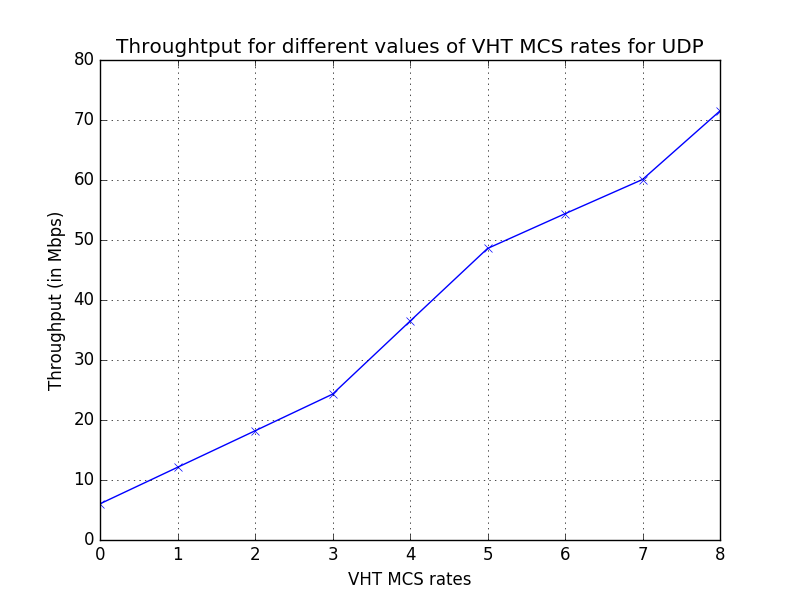 Throughtput for different values of VHT MCS rates for UDP
80
70
60
50
40
30
20
10
0
Throughput (in Mbps)
0 1 2 3 4 5 6 7 8
VHT MCS rates